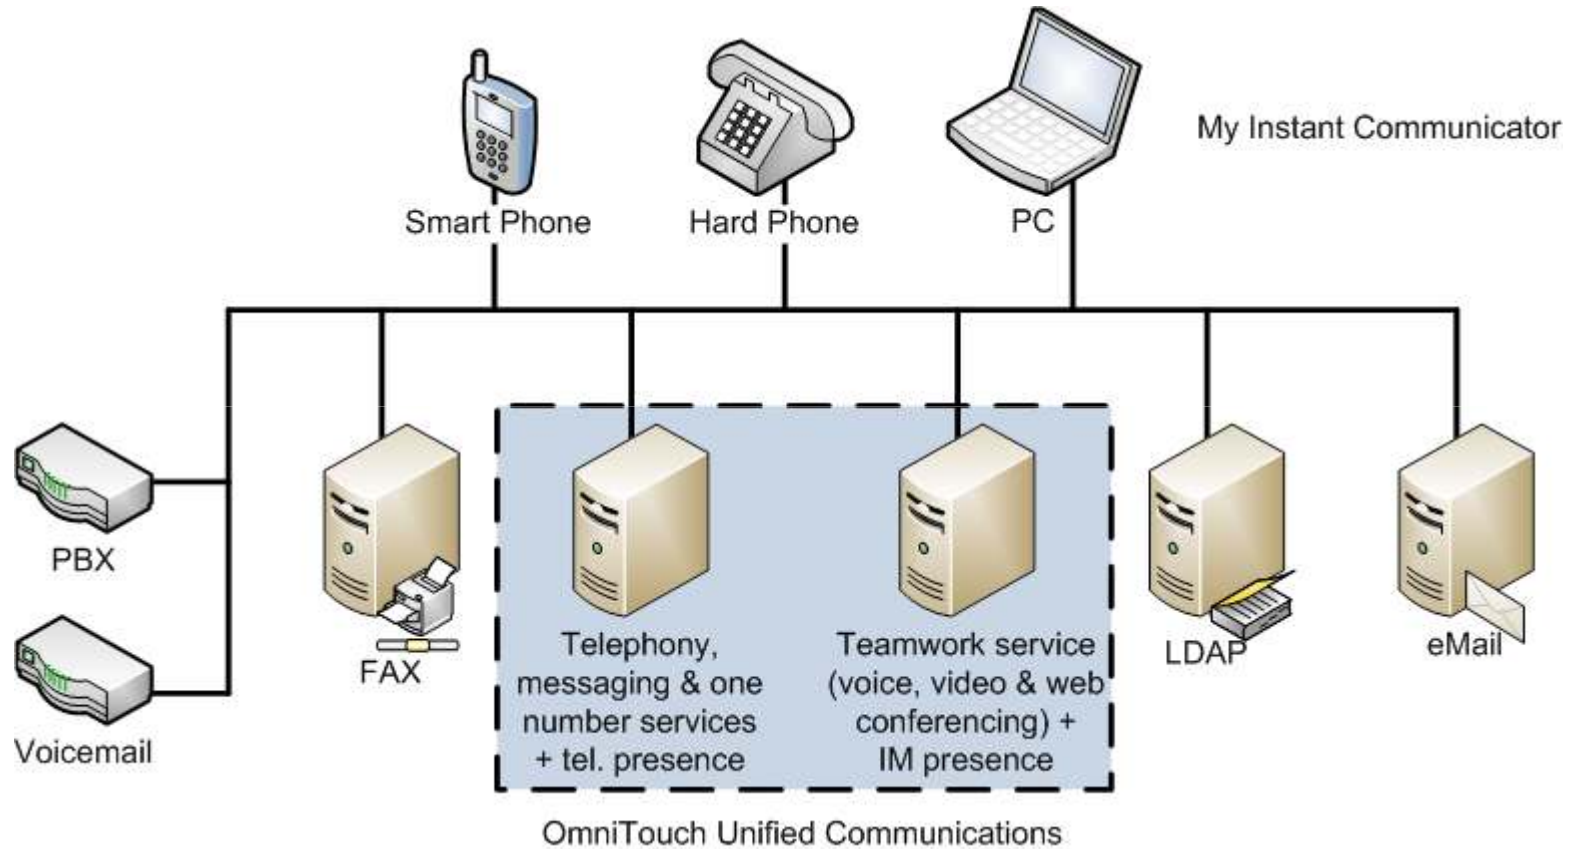 My Instant Communicator
Smart Phone
Hard Phone
PC
PBX
Voicemail
FAX
Telephony,
messaging & one
number services
+ tel. presence
Teamwork service
(voice, video & web
conferencing) +
IM presence
LDAP
eMail
OmniTouch Unified Communications